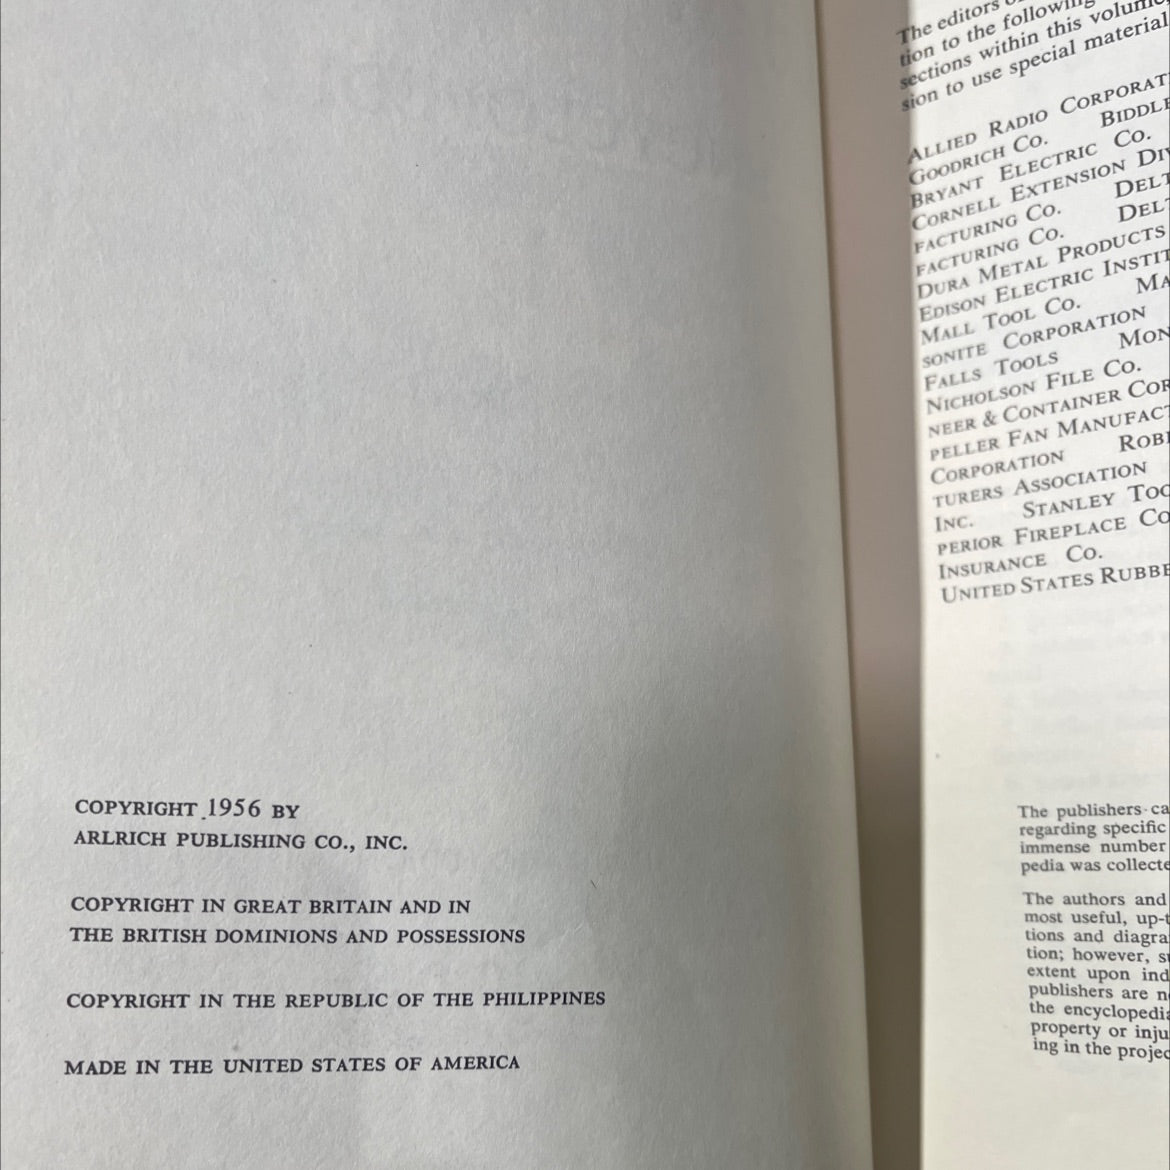 COPYRIGHT 1956 BY
ARLRICH PUBLISHING CO., INC.
COPYRIGHT IN GREAT BRITAIN AND IN
THE BRITISH DOMINIONS AND POSSESSIONS
COPYRIGHT IN THE REPUBLIC OF THE PHILIPPINES
MADE IN THE UNITED STATES OF AMERICA
The editors
tion to the following
sections within this volume,
sion to use special material
ALLIED RADIO CORPORAT
GOODRICH CO. BIDDLE
BRYANT ELECTRIC CO.
CORNELL EXTENSION DIV
FACTURING CO. DELT
FACTURING CO. DELT
DURA METAL PRODUCTS
EDISON ELECTRIC INSTIT
MALL TOOL CO. MA
SONITE CORPORATION
FALLS TOOLS MON
NICHOLSON FILE CO.
NEER & CONTAINER COR
PELLER FAN MANUFACT
CORPORATION ROBE
TURERS ASSOCIATION
INC. STANLEY TOO
PERIOR FIREPLACE CO
INSURANCE CO.
UNITED STATES RUBBE
The publishers ca
regarding specific
immense number
pedia was collecte
The authors and
most useful, up-t
tions and diagra
tion; however, s
extent upon ind
publishers are n
the encyclopedia
property or inju
ing in the projec